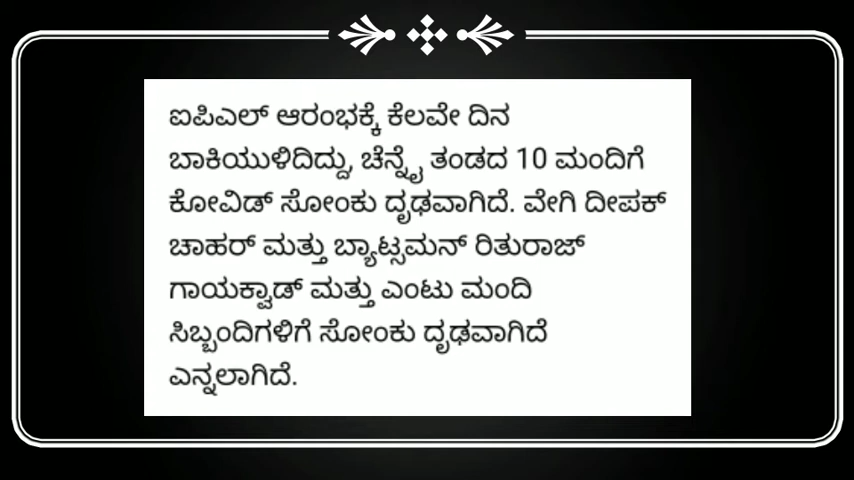 ಐಪಿಎಲ್ ಆರಂಭಕ್ಕೆ ಕೆಲವೇ ದಿನ
ಬಾಕಿಯುಳಿದಿದ್ದು, ಚೆನ್ನೈ ತಂಡದ 10 ಮಂದಿಗೆ
ಕೋವಿಡ್ ಸೋಂಕು ದೃಢವಾಗಿದೆ. ವೇಗಿ ದೀಪಕ್
ಚಾಹರ್ ಮತ್ತು ಬ್ಯಾಟ್ಸಮನ್ ರಿತುರಾಜ್
ಗಾಯಕ್ವಾಡ್ ಮತ್ತು ಎಂಟು ಮಂದಿ
ಸಿಬ್ಬಂದಿಗಳಿಗೆ ಸೋಂಕು ದೃಢವಾಗಿದೆ
ಎನ್ನಲಾಗಿದೆ.